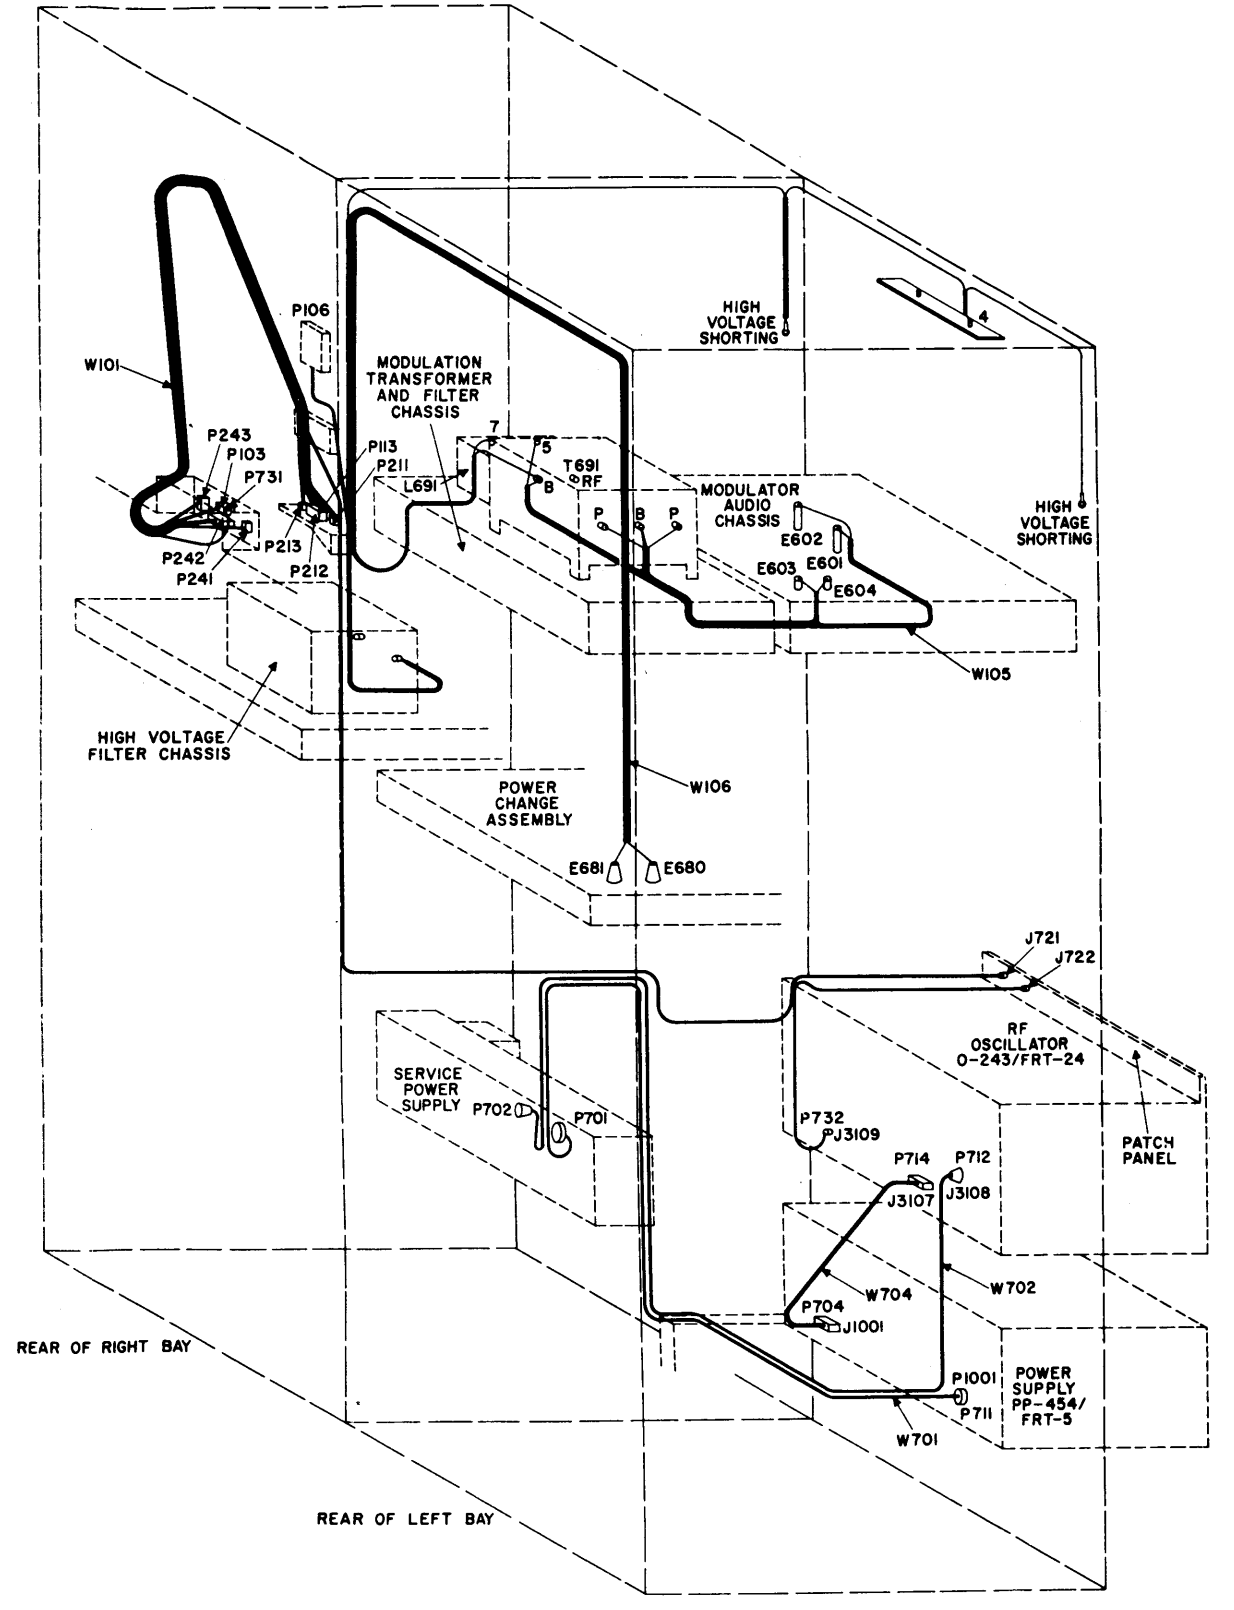 HIGH
VOLTAGE
SHORTING
4
P106
W101
MODULATION
TRANSFORMER
AND FILTER
CHASSIS
P243
P103
P731
P113
P211
L691
7
5
B
T691
RF
P
B
P
MODULATOR
AUDIO
CHASSIS
E602
E601
E603
E604
HIGH
VOLTAGE
SHORTING
P242
P241
P213
P212
W105
HIGH VOLTAGE
FILTER CHASSIS
POWER
CHANGE
ASSEMBLY
W106
E681
E680
J721
J722
RF
OSCILLATOR
O-243/FRT-24
SERVICE
POWER
SUPPLY
P702
P701
P732
J3109
PATCH
PANEL
P714
P712
J3107
J3108
W704
W702
P704
J1001
REAR OF RIGHT BAY
P1001
P711
POWER
SUPPLY
PP-454/
FRT-5
W701
REAR OF LEFT BAY